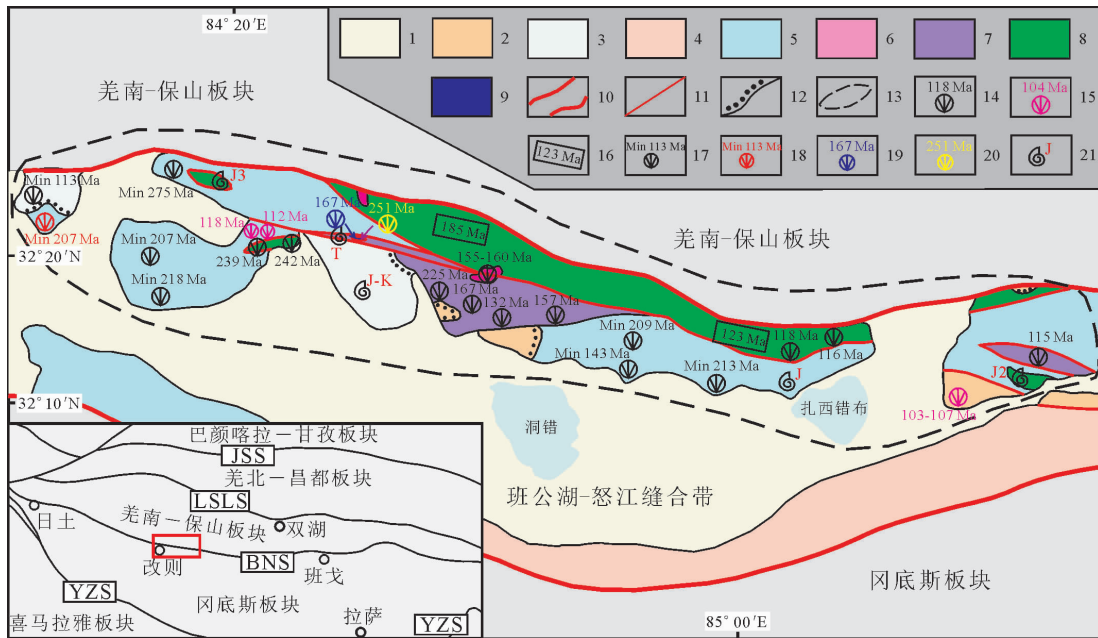 84°20′E
1
2
3
4
5
6
7
8
9
10
11
12
13
118 Ma
14
104 Ma
15
123 Ma
16
Min 113 Ma
17
Min 113 Ma
18
167 Ma
19
251 Ma
20
J
21
羌南-保山板块
羌南-保山板块
Min 113 Ma
Min 275 Ma
J3
Min 207 Ma
118 Ma
112 Ma
167 Ma
251 Ma
185 Ma
32°20′N
Min 207 Ma
239 Ma
242 Ma
T
155-160 Ma
Min 218 Ma
J-K
225 Ma
167 Ma
132 Ma
157 Ma
Min 209 Ma
123 Ma
118 Ma
116 Ma
115 Ma
Min 143 Ma
Min 213 Ma
J
J2
32°10′N
103-107 Ma
洞错
扎西错布
班公湖-怒江缝合带
冈底斯板块
85°00′E
巴颜喀拉－甘孜板块
JSS
羌北－昌都板块
LSLS
日土
羌南－保山板块
双湖
改则
BNS
班戈
YZS
冈底斯板块
喜马拉雅板块
拉萨
YZS